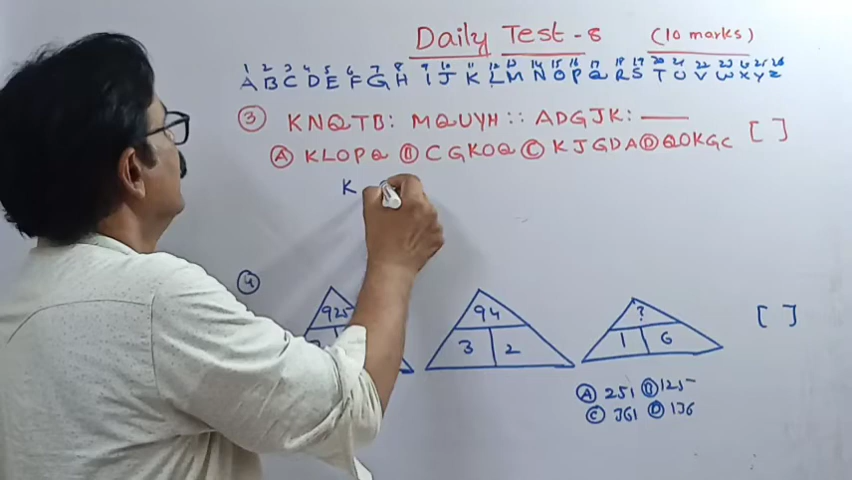 Daily Test - 8 (10 marks)
1 2 3 4 5 6 7 8 9 10 11 12 13 14 15 16 17 18 19 20 21 22 23 24 25 26
A B C D E F G H I J K L M N O P Q R S T U V W X Y Z
3 KNQTB: MQUYH :: ADGJK: ___ [ ]
A KLOPQ B CGKOQ C KJGDA D QOKGC
K
4 925 94 ? [ ]
3 2 1 6
A 251 B 125
C 361 D 136